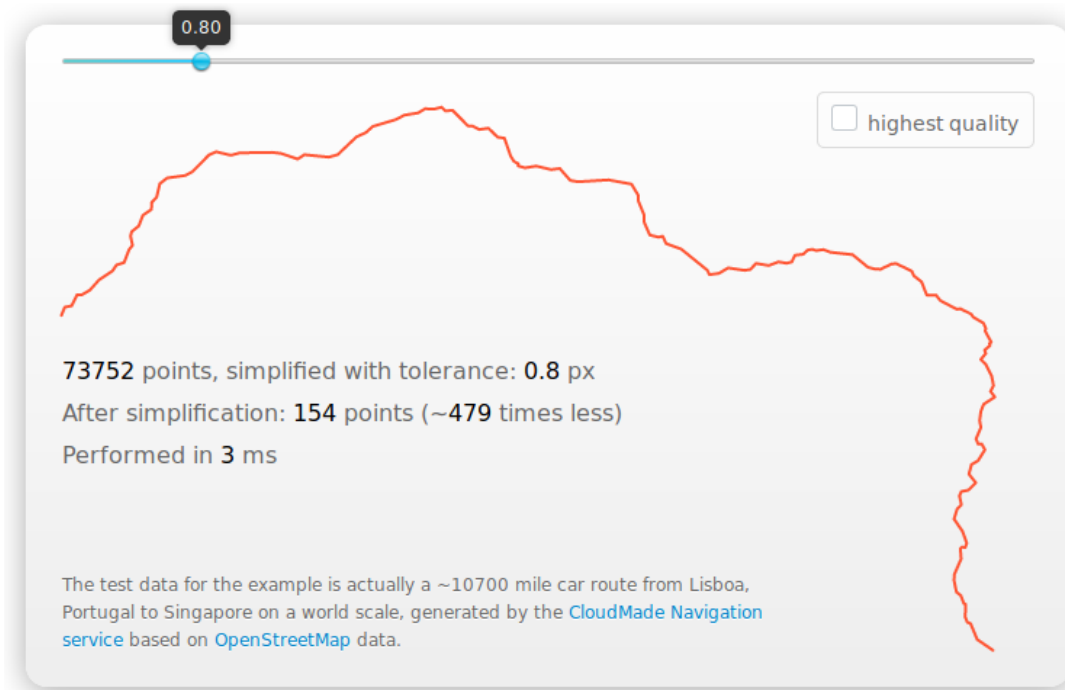 0.80
highest quality
73752 points, simplified with tolerance: 0.8 px
After simplification: 154 points (~479 times less)
Performed in 3 ms
The test data for the example is actually a ~10700 mile car route from Lisboa,
Portugal to Singapore on a world scale, generated by the CloudMade Navigation
service based on OpenStreetMap data.